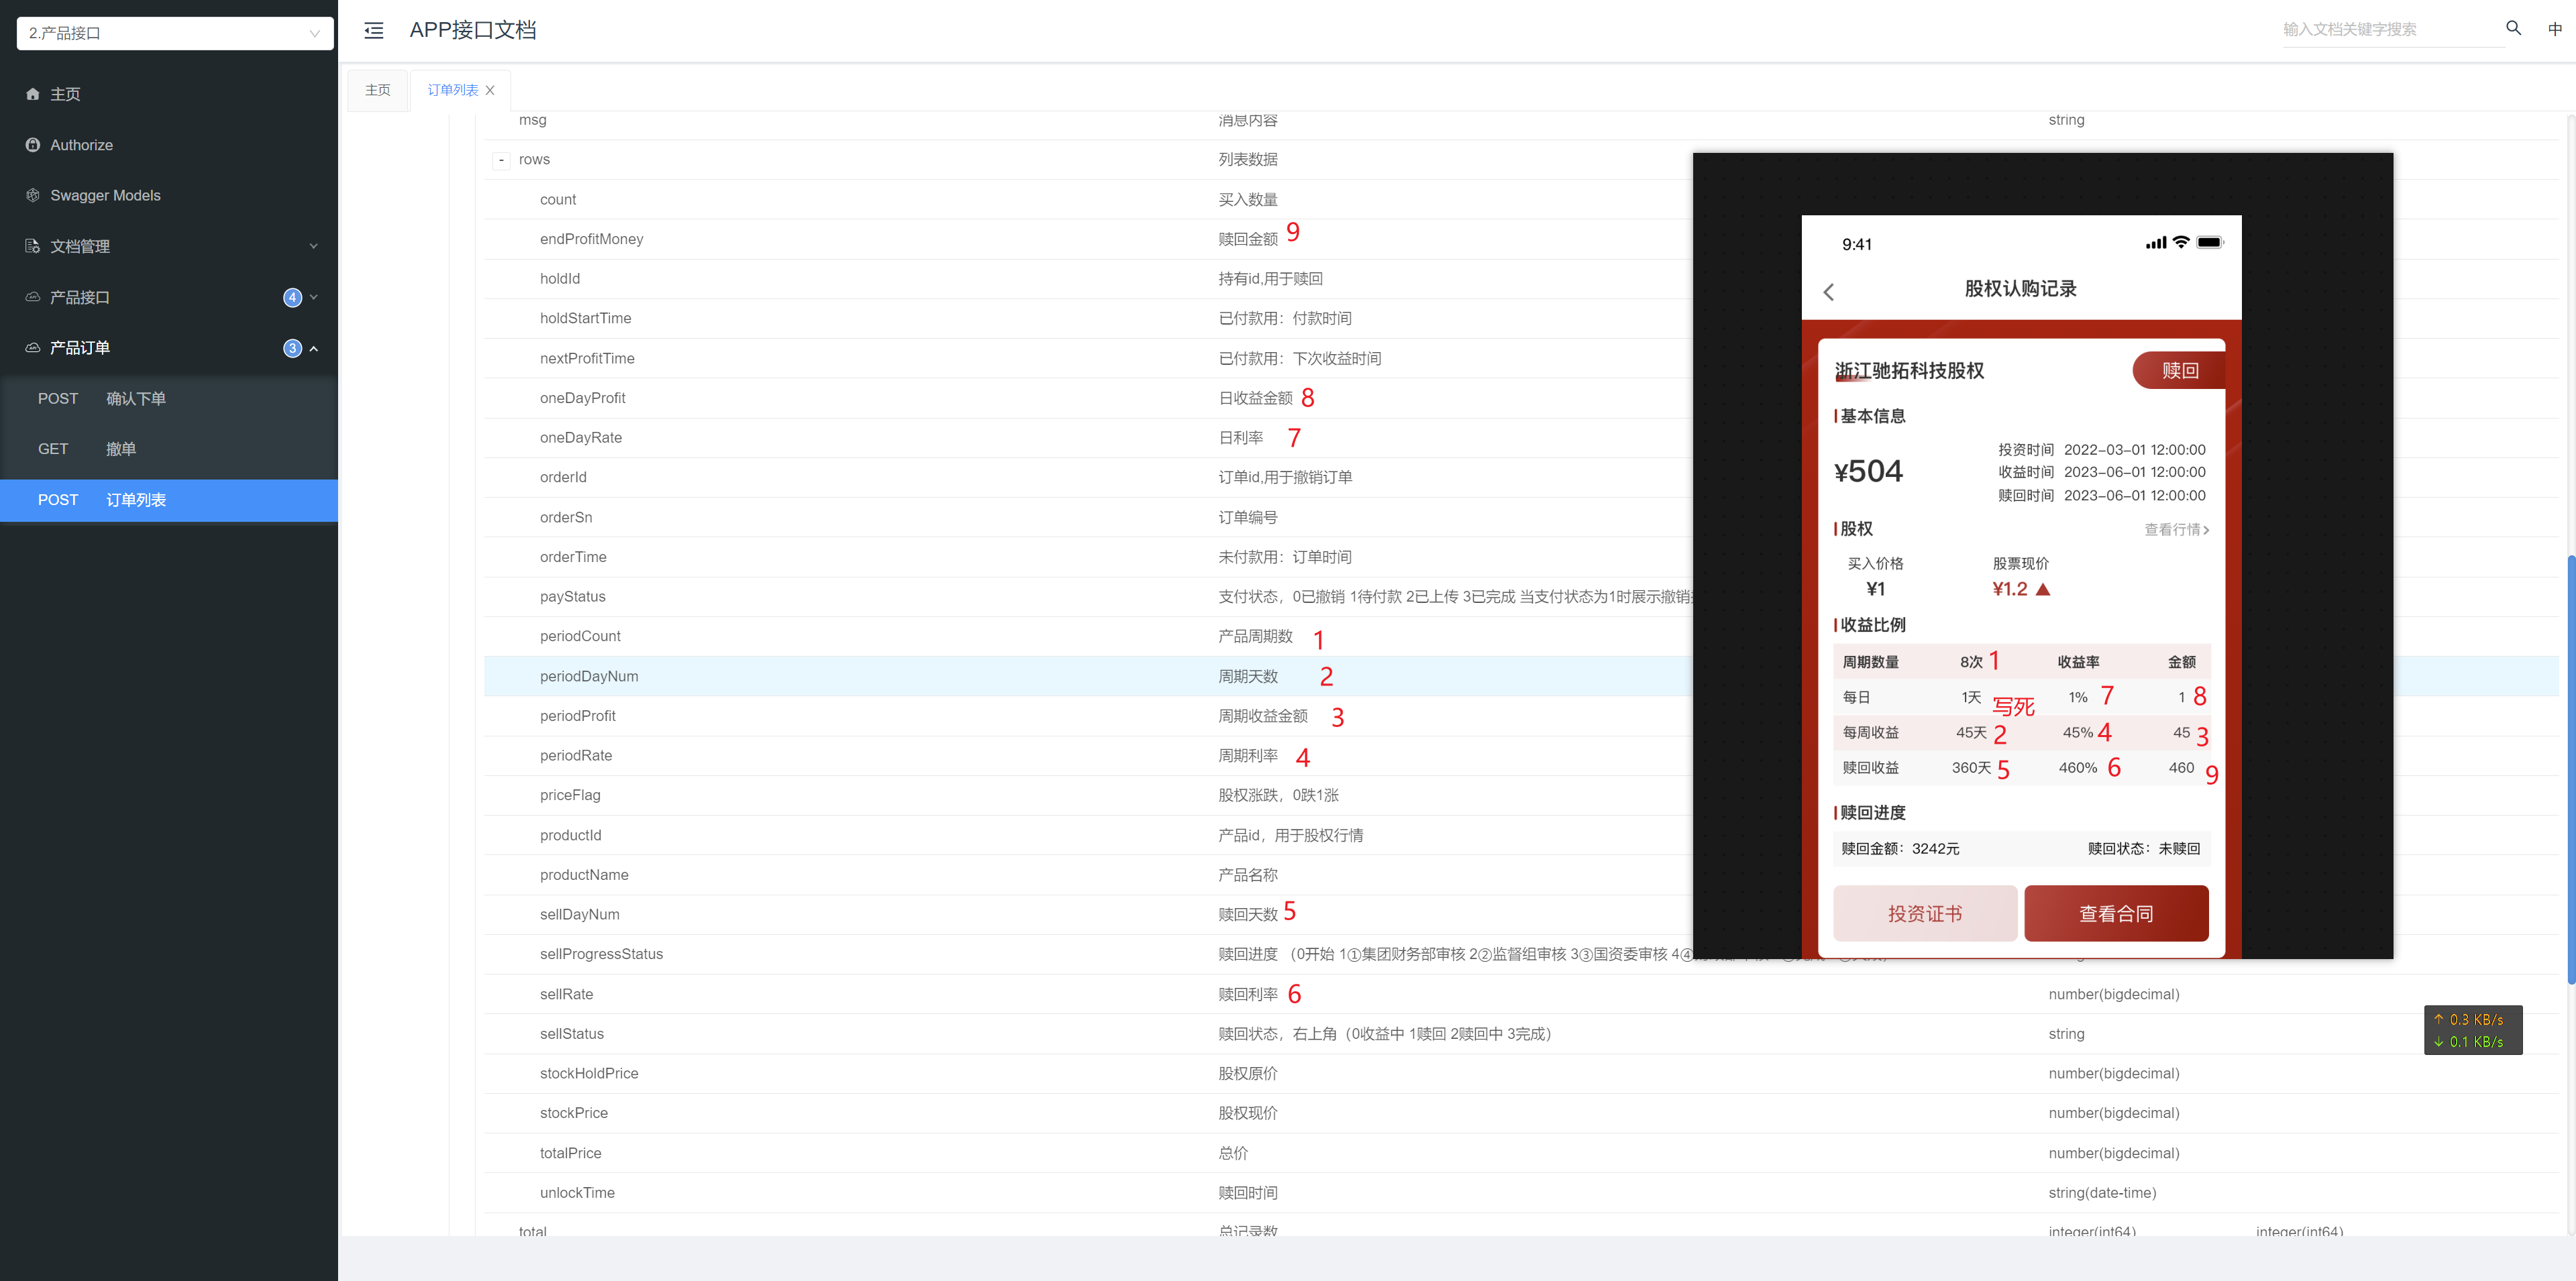 2.产品接口
主页
Authorize
Swagger Models
文档管理
产品接口 4
产品订单 3
POST 确认下单
GET 撤单
POST 订单列表
APP接口文档
输入文档关键字搜索
中
主页
订单列表
msg 消息内容 string
- rows 列表数据
count 买入数量
endProfitMoney 赎回金额 9
holdId 持有id,用于赎回
holdStartTime 已付款用：付款时间
nextProfitTime 已付款用：下次收益时间
oneDayProfit 日收益金额 8
oneDayRate 日利率 7
orderId 订单id,用于撤销订单
orderSn 订单编号
orderTime 未付款用：订单时间
payStatus 支付状态，0已撤销 1待付款 2已上传 3已完成 当支付状态为1时展示撤销
periodCount 产品周期数 1
periodDayNum 周期天数 2
periodProfit 周期收益金额 3
periodRate 周期利率 4
priceFlag 股权涨跌，0跌1涨
productId 产品id，用于股权行情
productName 产品名称
sellDayNum 赎回天数 5
sellProgressStatus 赎回进度 （0开始 1①集团财务部审核 2②监督组审核 3③国资委审核 4④
sellRate 赎回利率 6 number(bigdecimal)
sellStatus 赎回状态，右上角（0收益中 1赎回 2赎回中 3完成） string
stockHoldPrice 股权原价 number(bigdecimal)
stockPrice 股权现价 number(bigdecimal)
totalPrice 总价 number(bigdecimal)
unlockTime 赎回时间 string(date-time)
total 总记录数 integer(int64) integer(int64)
9:41
股权认购记录
浙江驰拓科技股权 赎回
基本信息
¥504
投资时间 2022-03-01 12:00:00
收益时间 2023-06-01 12:00:00
赎回时间 2023-06-01 12:00:00
股权 查看行情
买入价格 股票现价
¥1 ¥1.2
收益比例
周期数量 8次 1 收益率 金额
每日 1天 写死 1% 7 1 8
每周收益 45天 2 45% 4 45 3
赎回收益 360天 5 460% 6 460 9
赎回进度
赎回金额：3242元 赎回状态：未赎回
投资证书 查看合同
↑ 0.3 KB/s
↓ 0.1 KB/s